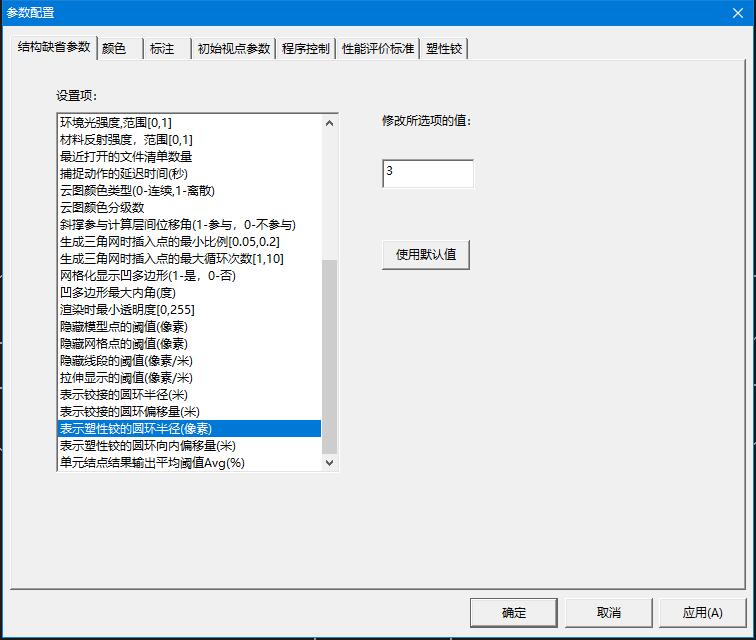 参数配置
结构缺省参数 颜色 标注 初始视点参数 程序控制 性能评价标准 塑性铰
设置项:
修改所选项的值:
环境光强度,范围[0,1]
材料反射强度，范围[0,1]
最近打开的文件清单数量
捕捉动作的延迟时间(秒)
云图颜色类型(0-连续,1-离散)
云图颜色分级数
斜撑参与计算层间位移角(1-参与，0-不参与)
生成三角网时插入点的最小比例[0.05,0.2]
生成三角网时插入点的最大循环次数[1,10]
网格化显示凹多边形(1-是，0-否)
凹多边形最大内角(度)
渲染时最小透明度[0,255]
隐藏模型点的阈值(像素)
隐藏网格点的阈值(像素)
隐藏线段的阈值(像素/米)
拉伸显示的阈值(像素/米)
表示铰接的圆环半径(米)
表示铰接的圆环偏移量(米)
表示塑性铰的圆环半径(像素)
表示塑性铰的圆环向内偏移量(米)
单元结点结果输出平均阈值Avg(%)
3
使用默认值
确定 取消 应用(A)